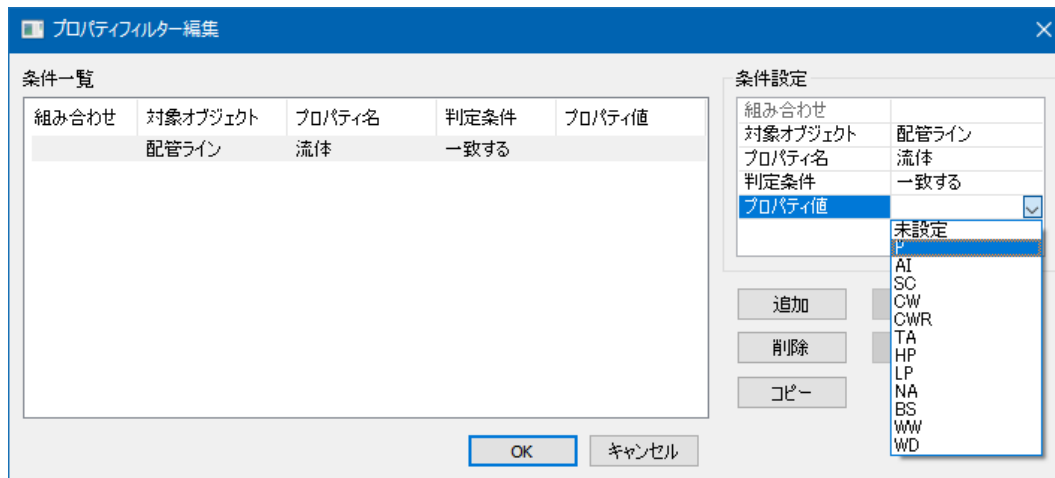 プロパティフィルター編集
条件一覧
組み合わせ 対象オブジェクト プロパティ名 判定条件 プロパティ値
配管ライン 流体 一致する
条件設定
組み合わせ
対象オブジェクト 配管ライン
プロパティ名 流体
判定条件 一致する
プロパティ値
未設定
P
AI
SC
CW
CWR
TA
HP
LP
NA
BS
WW
WD
追加
削除
コピー
OK キャンセル